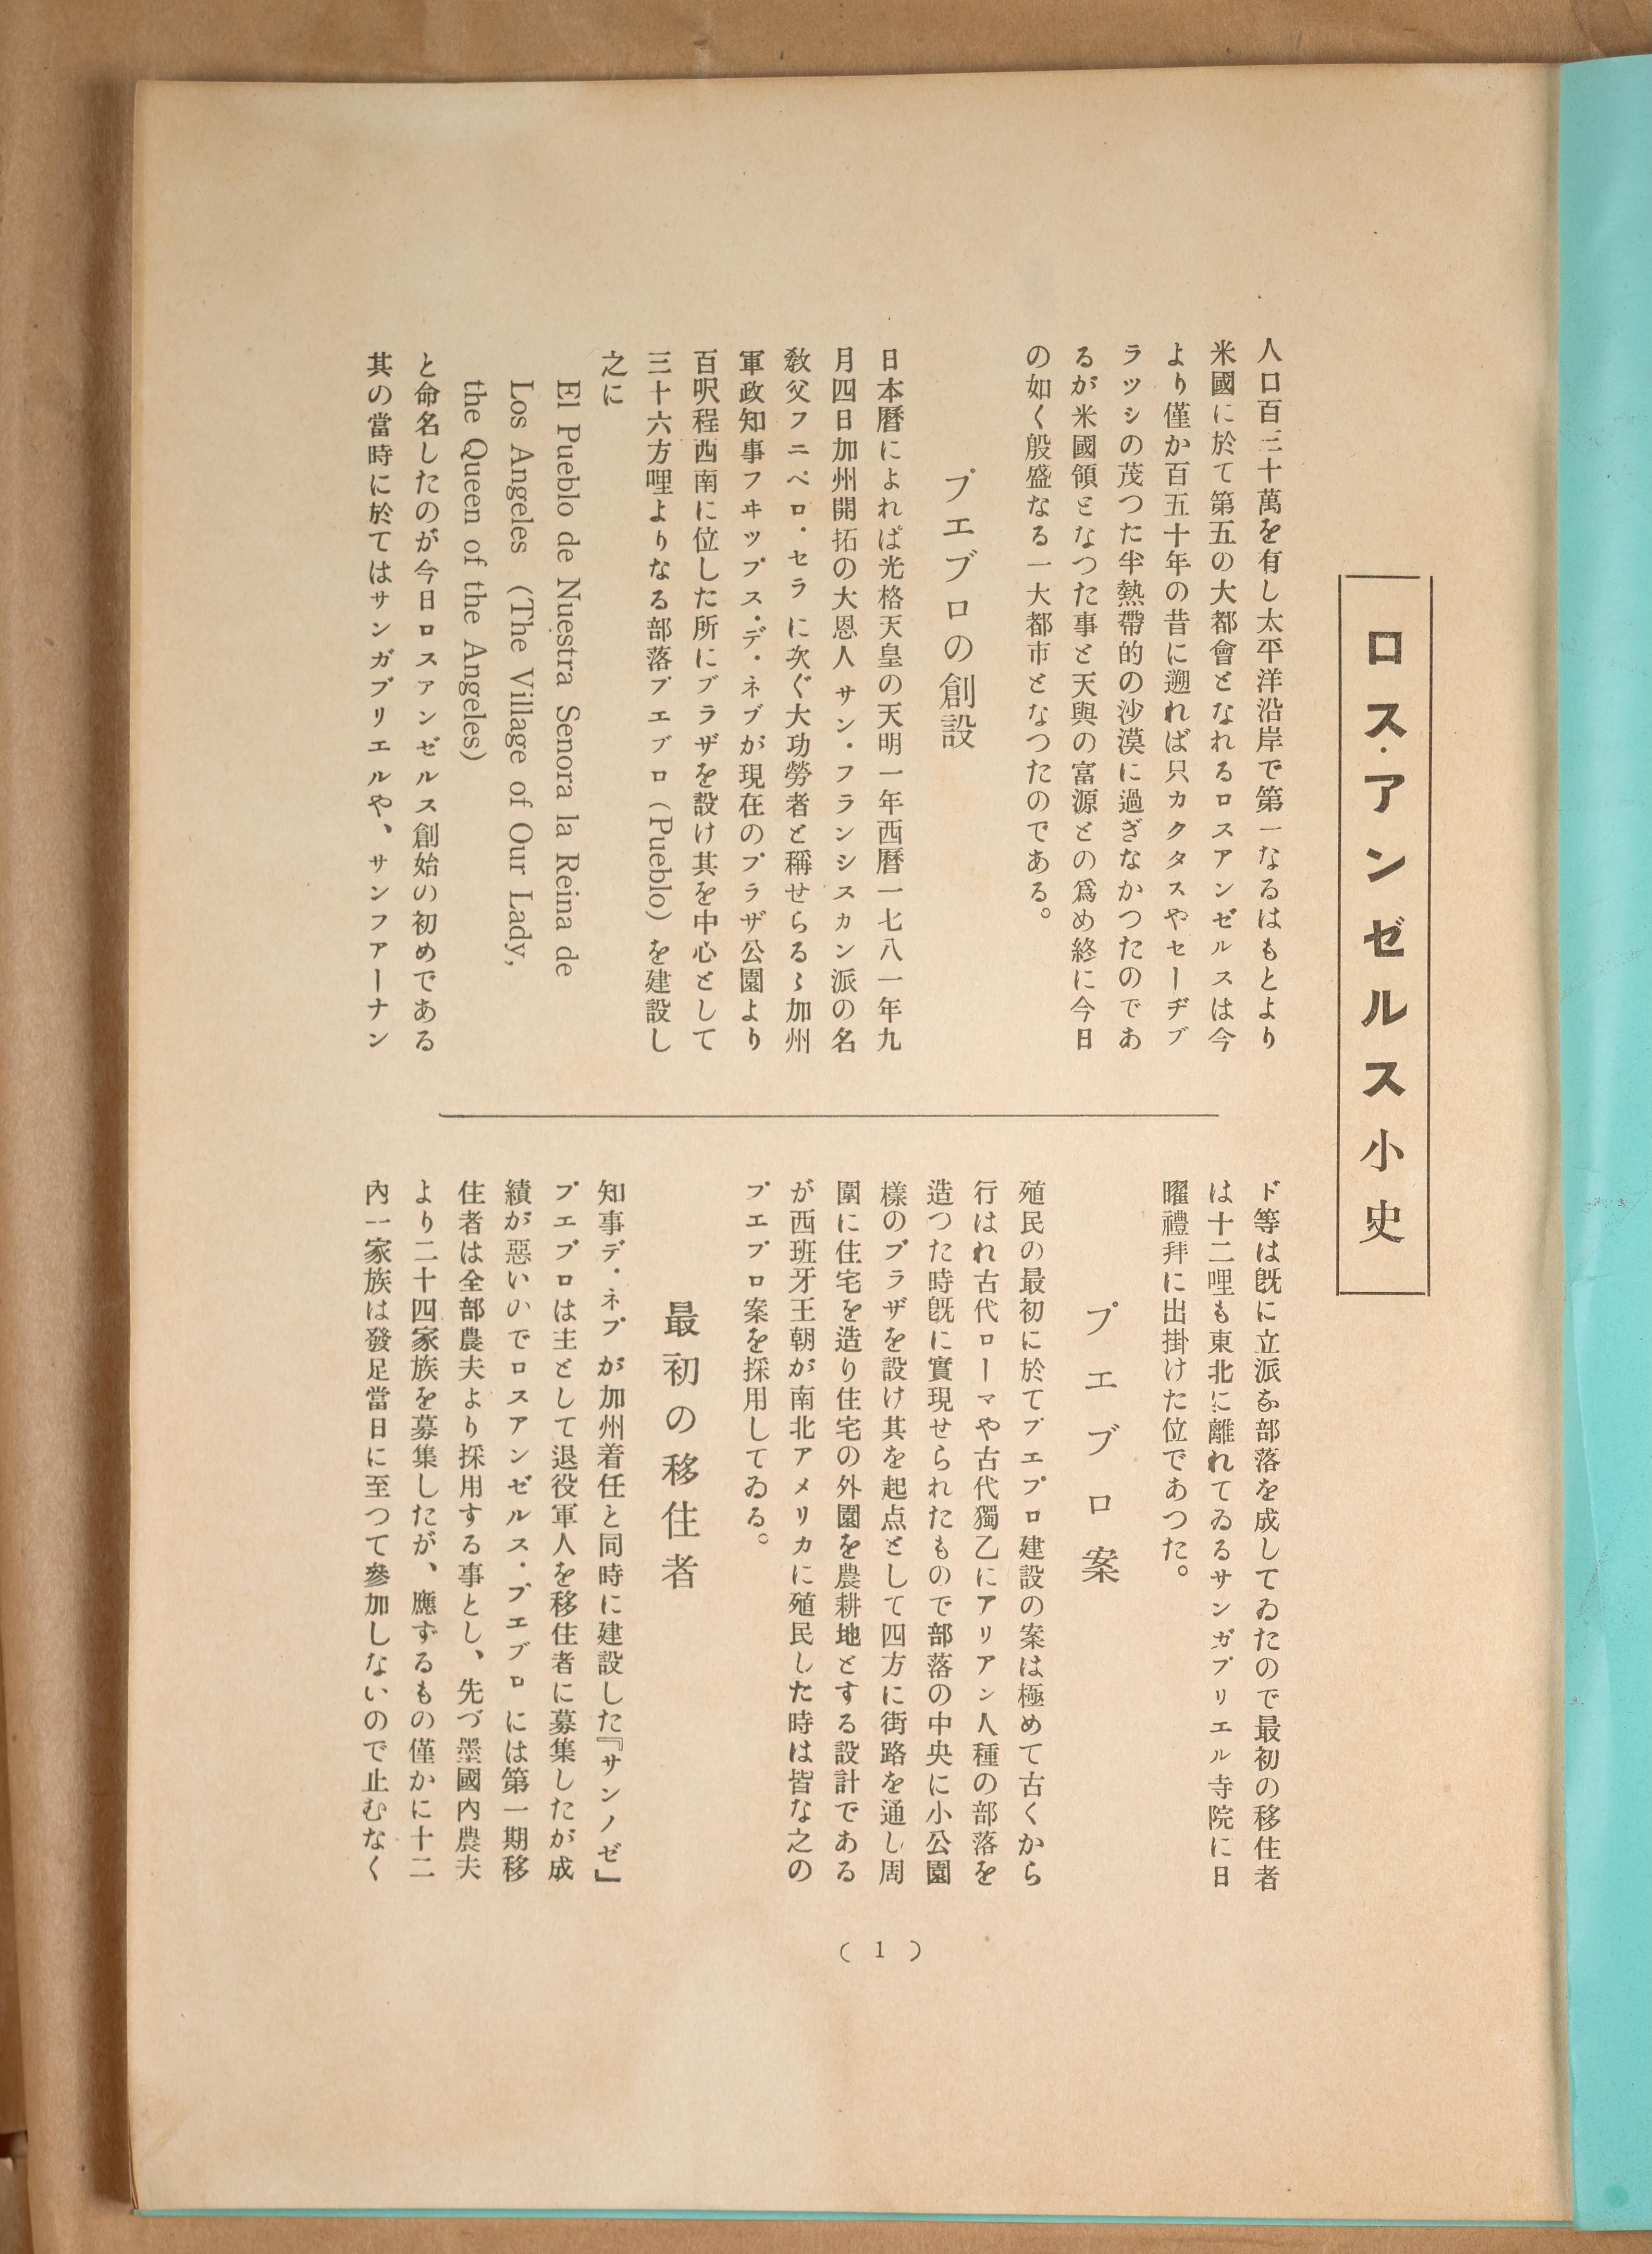 ロス・アンゼルス小史
人口百三十萬を有し太平洋沿岸で第一なるはもとより
米國に於て第五の大都會となれるロスアンゼルスは今
より僅か百五十年の昔に遡れば只カクタスやセーヂブ
ラッシの茂つた半熱帶的の沙漠に過ぎなかつたのであ
るが米國領となつた事と天與の富源との爲め終に今日
の如く殷盛なる一大都市となつたのである。
プエブロの創設
日本曆によれば光格天皇の天明一年西曆一七八一年九
月四日加州開拓の大恩人サン・フランシスカン派の名
敎父フニペロ・セラに次ぐ大功勞者と稱せらるゝ加州
軍政知事フヰップス・デ・ネブが現在のプラザ公園より
百呎程西南に位した所にプラザを設け其を中心として
三十六方哩よりなる部落プエブロ(Pueblo)を建設し
之に
El Pueblo de Nuestra Senora la Reina de
Los Angeles (The Village of Our Lady,
the Queen of the Angeles)
と命名したのが今日ロスアンゼルス創始の初めである
其の當時に於てはサンガブリエルや、サンフアーナン
ド等は既に立派な部落を成してゐたので最初の移住者
は十二哩も東北に離れてゐるサンガブリエル寺院に日
曜禮拜に出掛けた位であつた。
プエブロ案
殖民の最初に於てプエブロ建設の案は極めて古くから
行はれ古代ローマや古代獨乙にアリアン人種の部落を
造つた時既に實現せられたもので部落の中央に小公園
樣のプラザを設け其を起点として四方に街路を通し周
圍に住宅を造り住宅の外園を農耕地とする設計である
が西班牙王朝が南北アメリカに殖民した時は皆な之の
プエブロ案を採用してゐる。
最初の移住者
知事デ・ネブが加州着任と同時に建設した『サンノゼ』
プエブロは主として退役軍人を移住者に募集したが成
績が惡いのでロスアンゼルス・プエブロには第一期移
住者は全部農夫より採用する事とし、先づ墨國內農夫
より二十四家族を募集したが、應ずるもの僅かに十二
內一家族は發足當日に至つて參加しないので止むなく
( 1 )